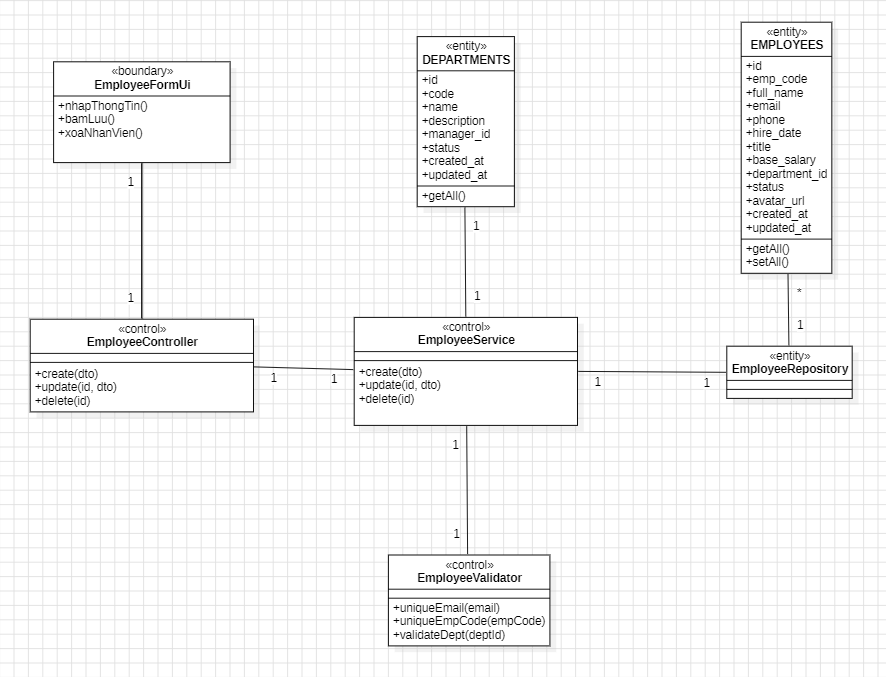 «boundary»
EmployeeFormUi
+nhapThongTin()
+bamLuu()
+xoaNhanVien()
«entity»
DEPARTMENTS
+id
+code
+name
+description
+manager_id
+status
+created_at
+updated_at
+getAll()
«entity»
EMPLOYEES
+id
+emp_code
+full_name
+email
+phone
+hire_date
+title
+base_salary
+department_id
+status
+avatar_url
+created_at
+updated_at
+getAll()
+setAll()
1
1
1
1
*
1
«control»
EmployeeController
+create(dto)
+update(id, dto)
+delete(id)
1
1
«control»
EmployeeService
+create(dto)
+update(id, dto)
+delete(id)
1
1
«entity»
EmployeeRepository
1
1
«control»
EmployeeValidator
+uniqueEmail(email)
+uniqueEmpCode(empCode)
+validateDept(deptId)